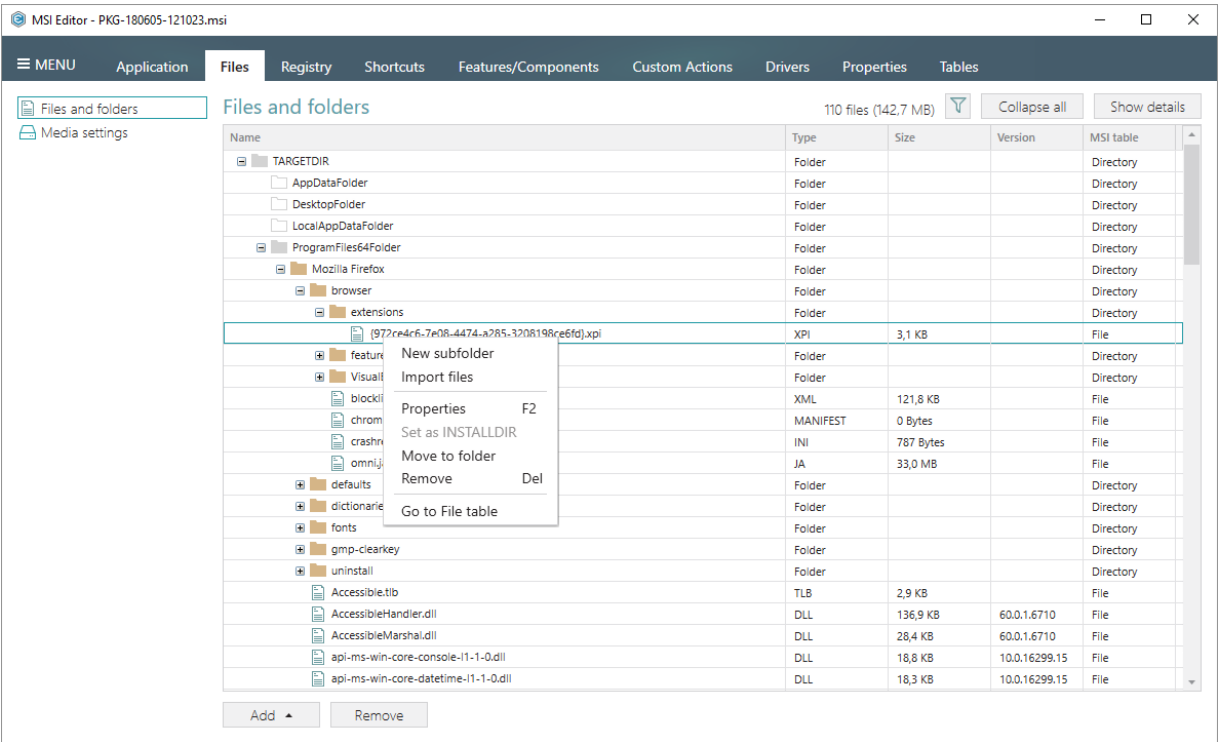 MSI Editor - PKG-180605-121023.msi
MENU Application Files Registry Shortcuts Features/Components Custom Actions Drivers Properties Tables
Files and folders
Media settings
Files and folders 110 files (142,7 MB) Collapse all Show details
Name Type Size Version MSI table
TARGETDIR Folder Directory
AppDataFolder Folder Directory
DesktopFolder Folder Directory
LocalAppDataFolder Folder Directory
ProgramFiles64Folder Folder Directory
Mozilla Firefox Folder Directory
browser Folder Directory
extensions Folder Directory
{972ce4c6-7e08-4474-a285-3208198ce6fd}.xpi XPI 3,1 KB File
feature Folder Directory
Visual Folder Directory
blockli XML 121,8 KB File
chrom MANIFEST 0 Bytes File
crashr INI 787 Bytes File
omni.j JA 33,0 MB File
defaults Folder Directory
dictionarie Folder Directory
fonts Folder Directory
gmp-clearkey Folder Directory
uninstall Folder Directory
Accessible.tlb TLB 2,9 KB File
AccessibleHandler.dll DLL 136,9 KB 60.0.1.6710 File
AccessibleMarshal.dll DLL 28,4 KB 60.0.1.6710 File
api-ms-win-core-console-l1-1-0.dll DLL 18,8 KB 10.0.16299.15 File
api-ms-win-core-datetime-l1-1-0.dll DLL 18,3 KB 10.0.16299.15 File
New subfolder
Import files
Properties F2
Set as INSTALLDIR
Move to folder
Remove Del
Go to File table
Add Remove